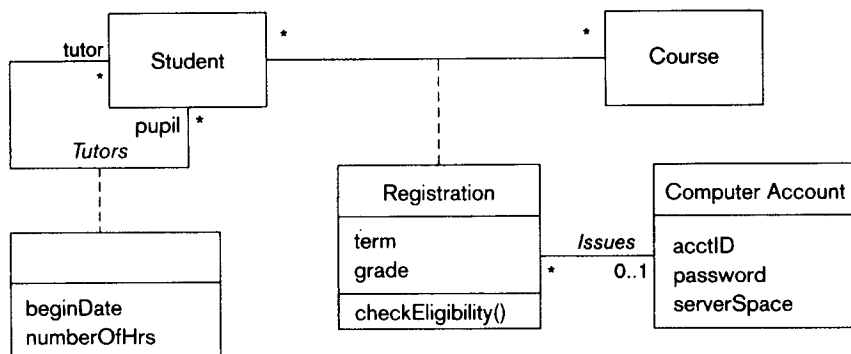 tutor
*
Student
*
*
Course
pupil
*
Tutors
Registration
Computer Account
term
grade
checkEligibility()
Issues
*
0..1
acctID
password
serverSpace
beginDate
numberOfHrs